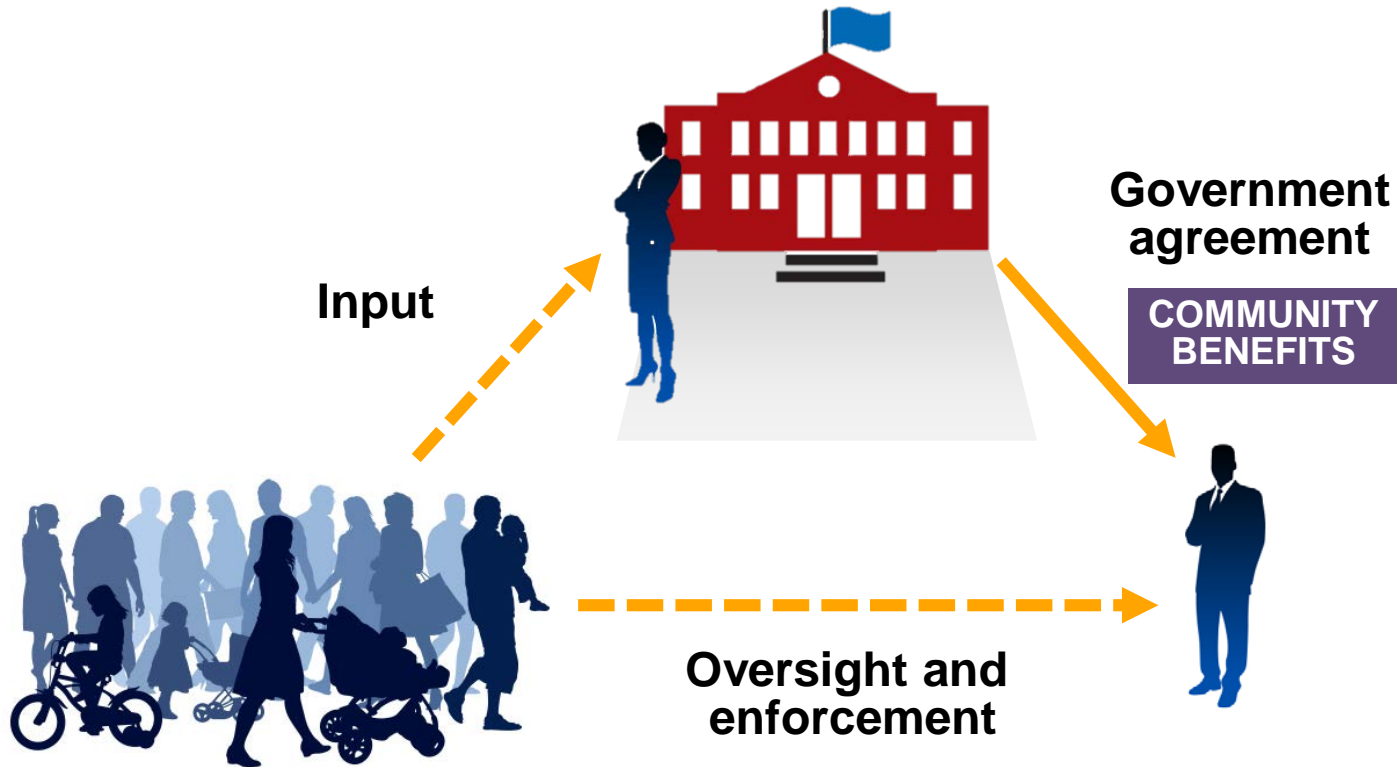 Government
agreement
COMMUNITY
BENEFITS
Input
Oversight and
enforcement